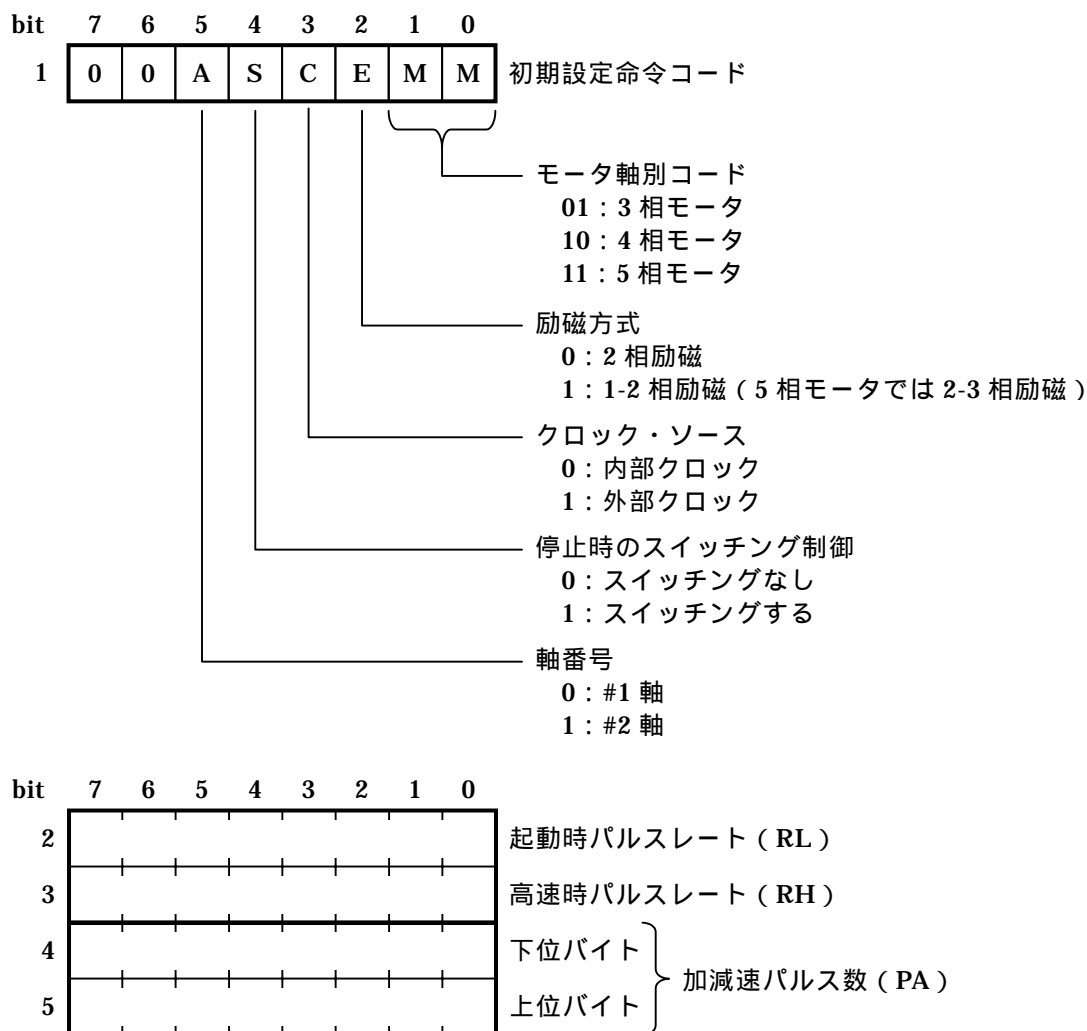 bit 7 6 5 4 3 2 1 0
1 0 0 A S C E M M 初期設定命令コード
モータ軸別コード
01：3 相モータ
10：4 相モータ
11：5 相モータ
励磁方式
0：2 相励磁
1：1-2 相励磁（5 相モータでは 2-3 相励磁）
クロック・ソース
0：内部クロック
1：外部クロック
停止時のスイッチング制御
0：スイッチングなし
1：スイッチングする
軸番号
0：#1 軸
1：#2 軸
bit 7 6 5 4 3 2 1 0
2 起動時パルスレート（RL）
3 高速時パルスレート（RH）
4 下位バイト
加減速パルス数（PA）
5 上位バイト